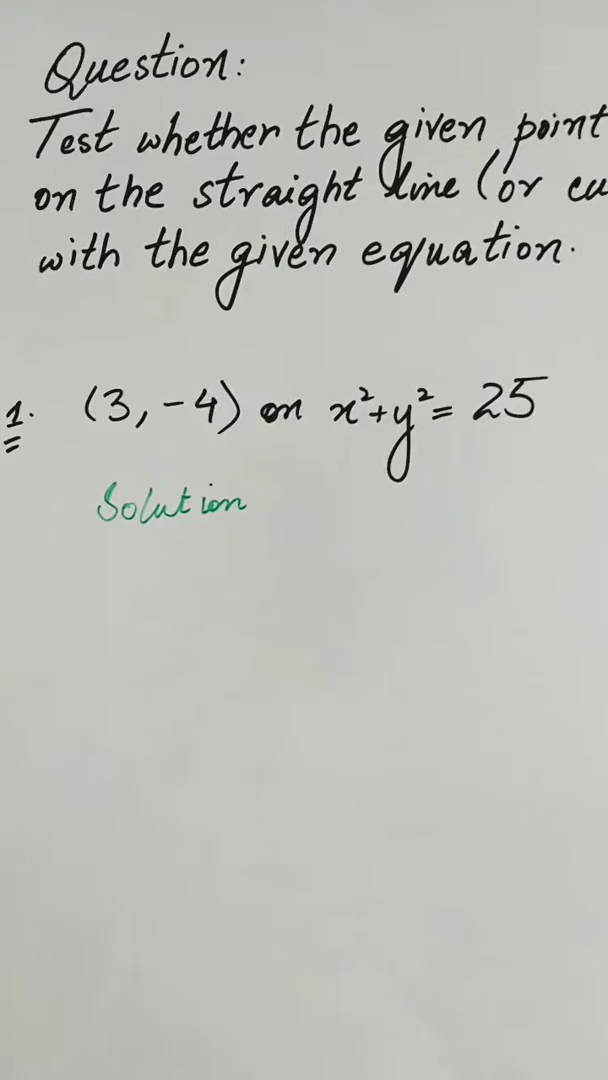 Question:
Test whether the given point
on the straight line (or cu
with the given equation.
1. (3, -4) on x²+y² = 25
Solution